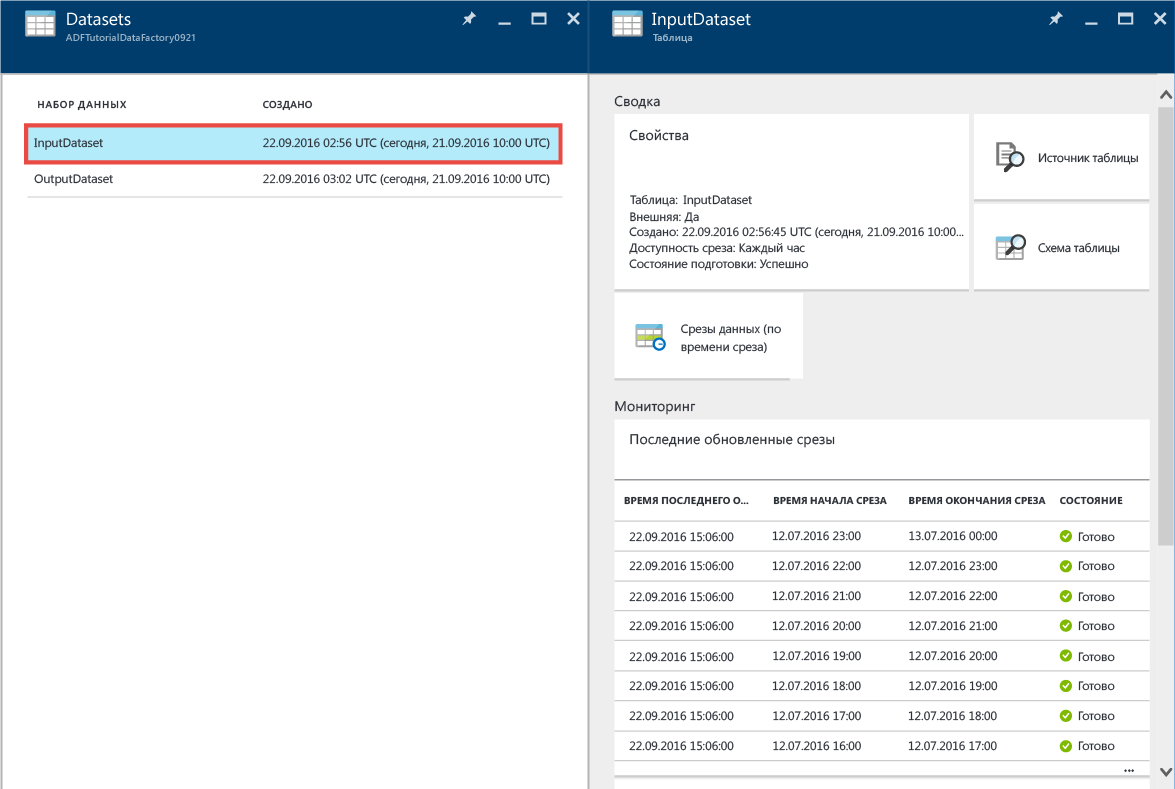 Datasets
ADFTutorialDataFactory0921
НАБОР ДАННЫХ СОЗДАНО
InputDataset 22.09.2016 02:56 UTC (сегодня, 21.09.2016 10:00 UTC)
OutputDataset 22.09.2016 03:02 UTC (сегодня, 21.09.2016 10:00 UTC)
InputDataset
Таблица
Сводка
Свойства
Таблица: InputDataset
Внешняя: Да
Создано: 22.09.2016 02:56:45 UTC (сегодня, 21.09.2016 10:00...
Доступность среза: Каждый час
Состояние подготовки: Успешно
Источник таблицы
Схема таблицы
Срезы данных (по
времени среза)
Мониторинг
Последние обновленные срезы
ВРЕМЯ ПОСЛЕДНЕГО О... ВРЕМЯ НАЧАЛА СРЕЗА ВРЕМЯ ОКОНЧАНИЯ СРЕЗА СОСТОЯНИЕ
22.09.2016 15:06:00 12.07.2016 23:00 13.07.2016 00:00 Готово
22.09.2016 15:06:00 12.07.2016 22:00 12.07.2016 23:00 Готово
22.09.2016 15:06:00 12.07.2016 21:00 12.07.2016 22:00 Готово
22.09.2016 15:06:00 12.07.2016 20:00 12.07.2016 21:00 Готово
22.09.2016 15:06:00 12.07.2016 19:00 12.07.2016 20:00 Готово
22.09.2016 15:06:00 12.07.2016 18:00 12.07.2016 19:00 Готово
22.09.2016 15:06:00 12.07.2016 17:00 12.07.2016 18:00 Готово
22.09.2016 15:06:00 12.07.2016 16:00 12.07.2016 17:00 Готово
...